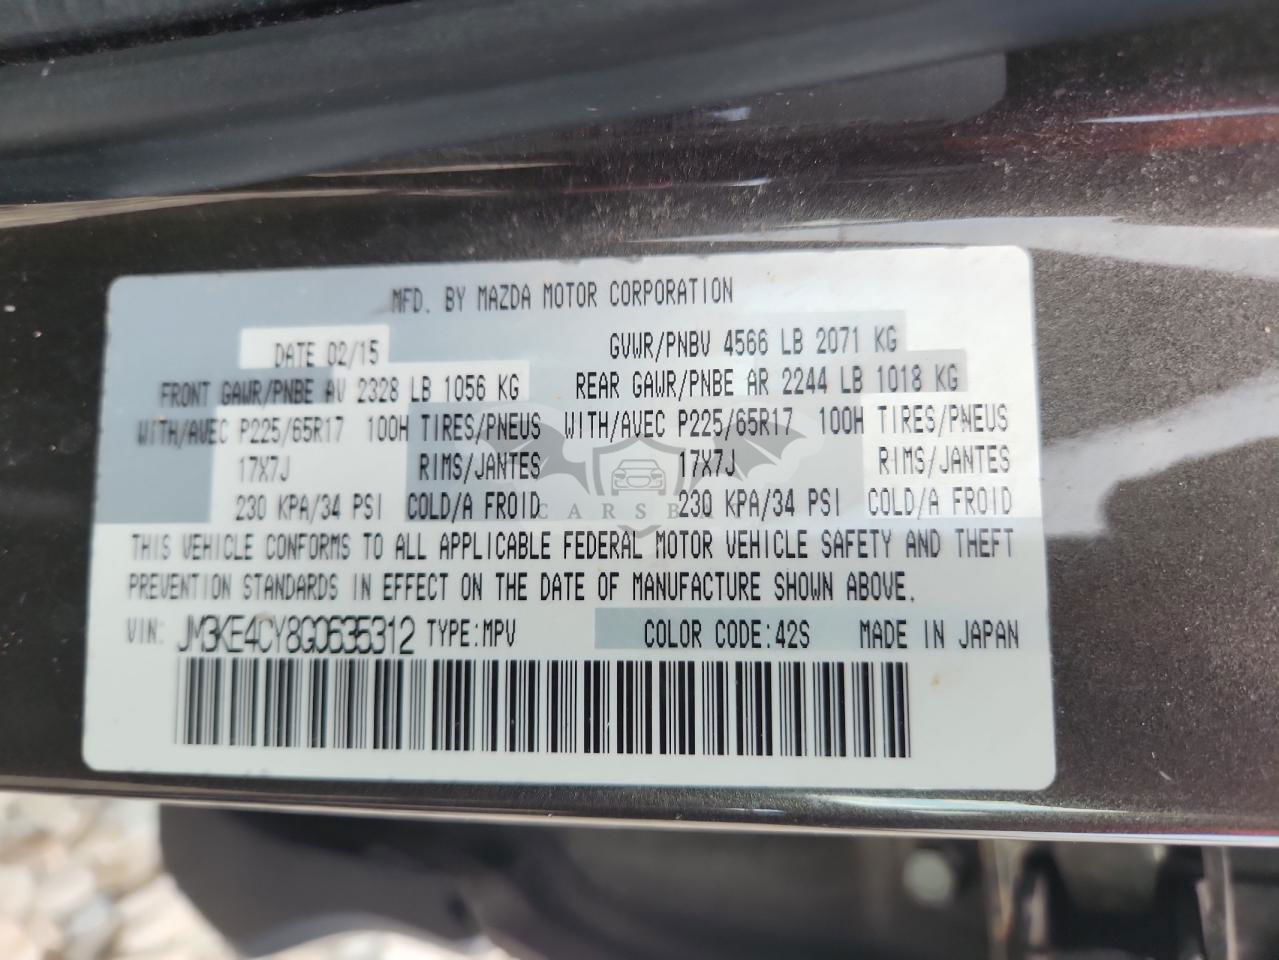 MFD. BY MAZDA MOTOR CORPORATION
DATE 02/15 GVWR/PNBV 4566 LB 2071 KG
FRONT GAWR/PNBE AV 2328 LB 1056 KG REAR GAWR/PNBE AR 2244 LB 1018 KG
WITH/AVEC P225/65R17 100H TIRES/PNEUS WITH/AVEC P225/65R17 100H TIRES/PNEUS
17X7J RIMS/JANTES 17X7J RIMS/JANTES
230 KPA/34 PSI COLD/A FROID 230 KPA/34 PSI COLD/A FROID
THIS VEHICLE CONFORMS TO ALL APPLICABLE FEDERAL MOTOR VEHICLE SAFETY AND THEFT
PREVENTION STANDARDS IN EFFECT ON THE DATE OF MANUFACTURE SHOWN ABOVE.
VIN: JM3KE4CY8G0635312 TYPE:MPV COLOR CODE:42S MADE IN JAPAN